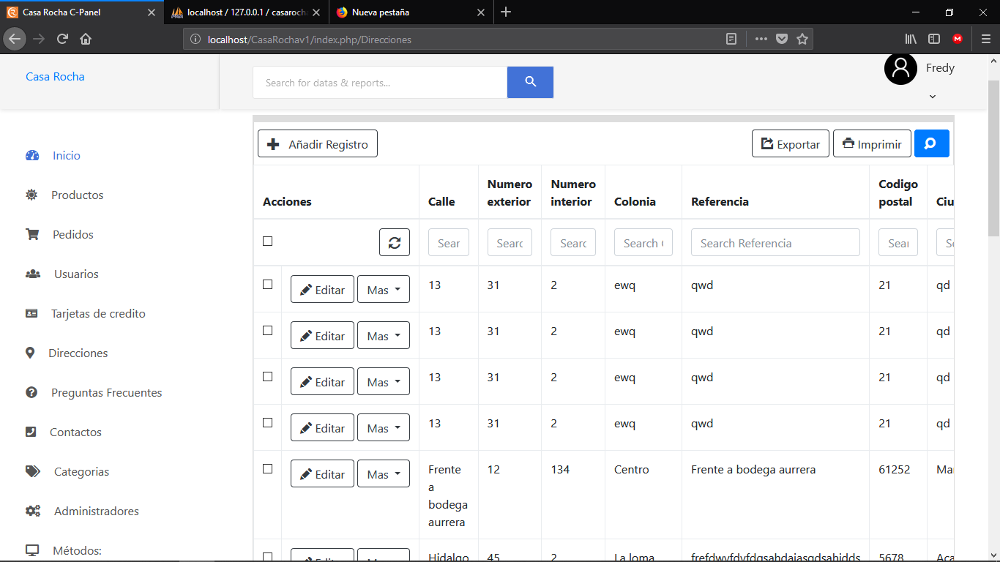 Casa Rocha C-Panel
localhost / 127.0.0.1 / casarocha
Nueva pestaña
localhost/CasaRochav1/index.php/Direcciones
Casa Rocha
Search for datas & reports...
Fredy
Inicio
Productos
Pedidos
Usuarios
Tarjetas de credito
Direcciones
Preguntas Frecuentes
Contactos
Categorias
Administradores
Métodos:
Añadir Registro
Exportar
Imprimir
Acciones Calle Numero exterior Numero interior Colonia Referencia Codigo postal Ciu
Sear Searc Searc Search C Search Referencia Sear Se
Editar Mas 13 31 2 ewq qwd 21 qd
Editar Mas 13 31 2 ewq qwd 21 qd
Editar Mas 13 31 2 ewq qwd 21 qd
Editar Mas 13 31 2 ewq qwd 21 qd
Editar Mas Frente a bodega aurrera 12 134 Centro Frente a bodega aurrera 61252 Ma
Editar Mas Hidalgo 45 2 La loma 5678 Aca